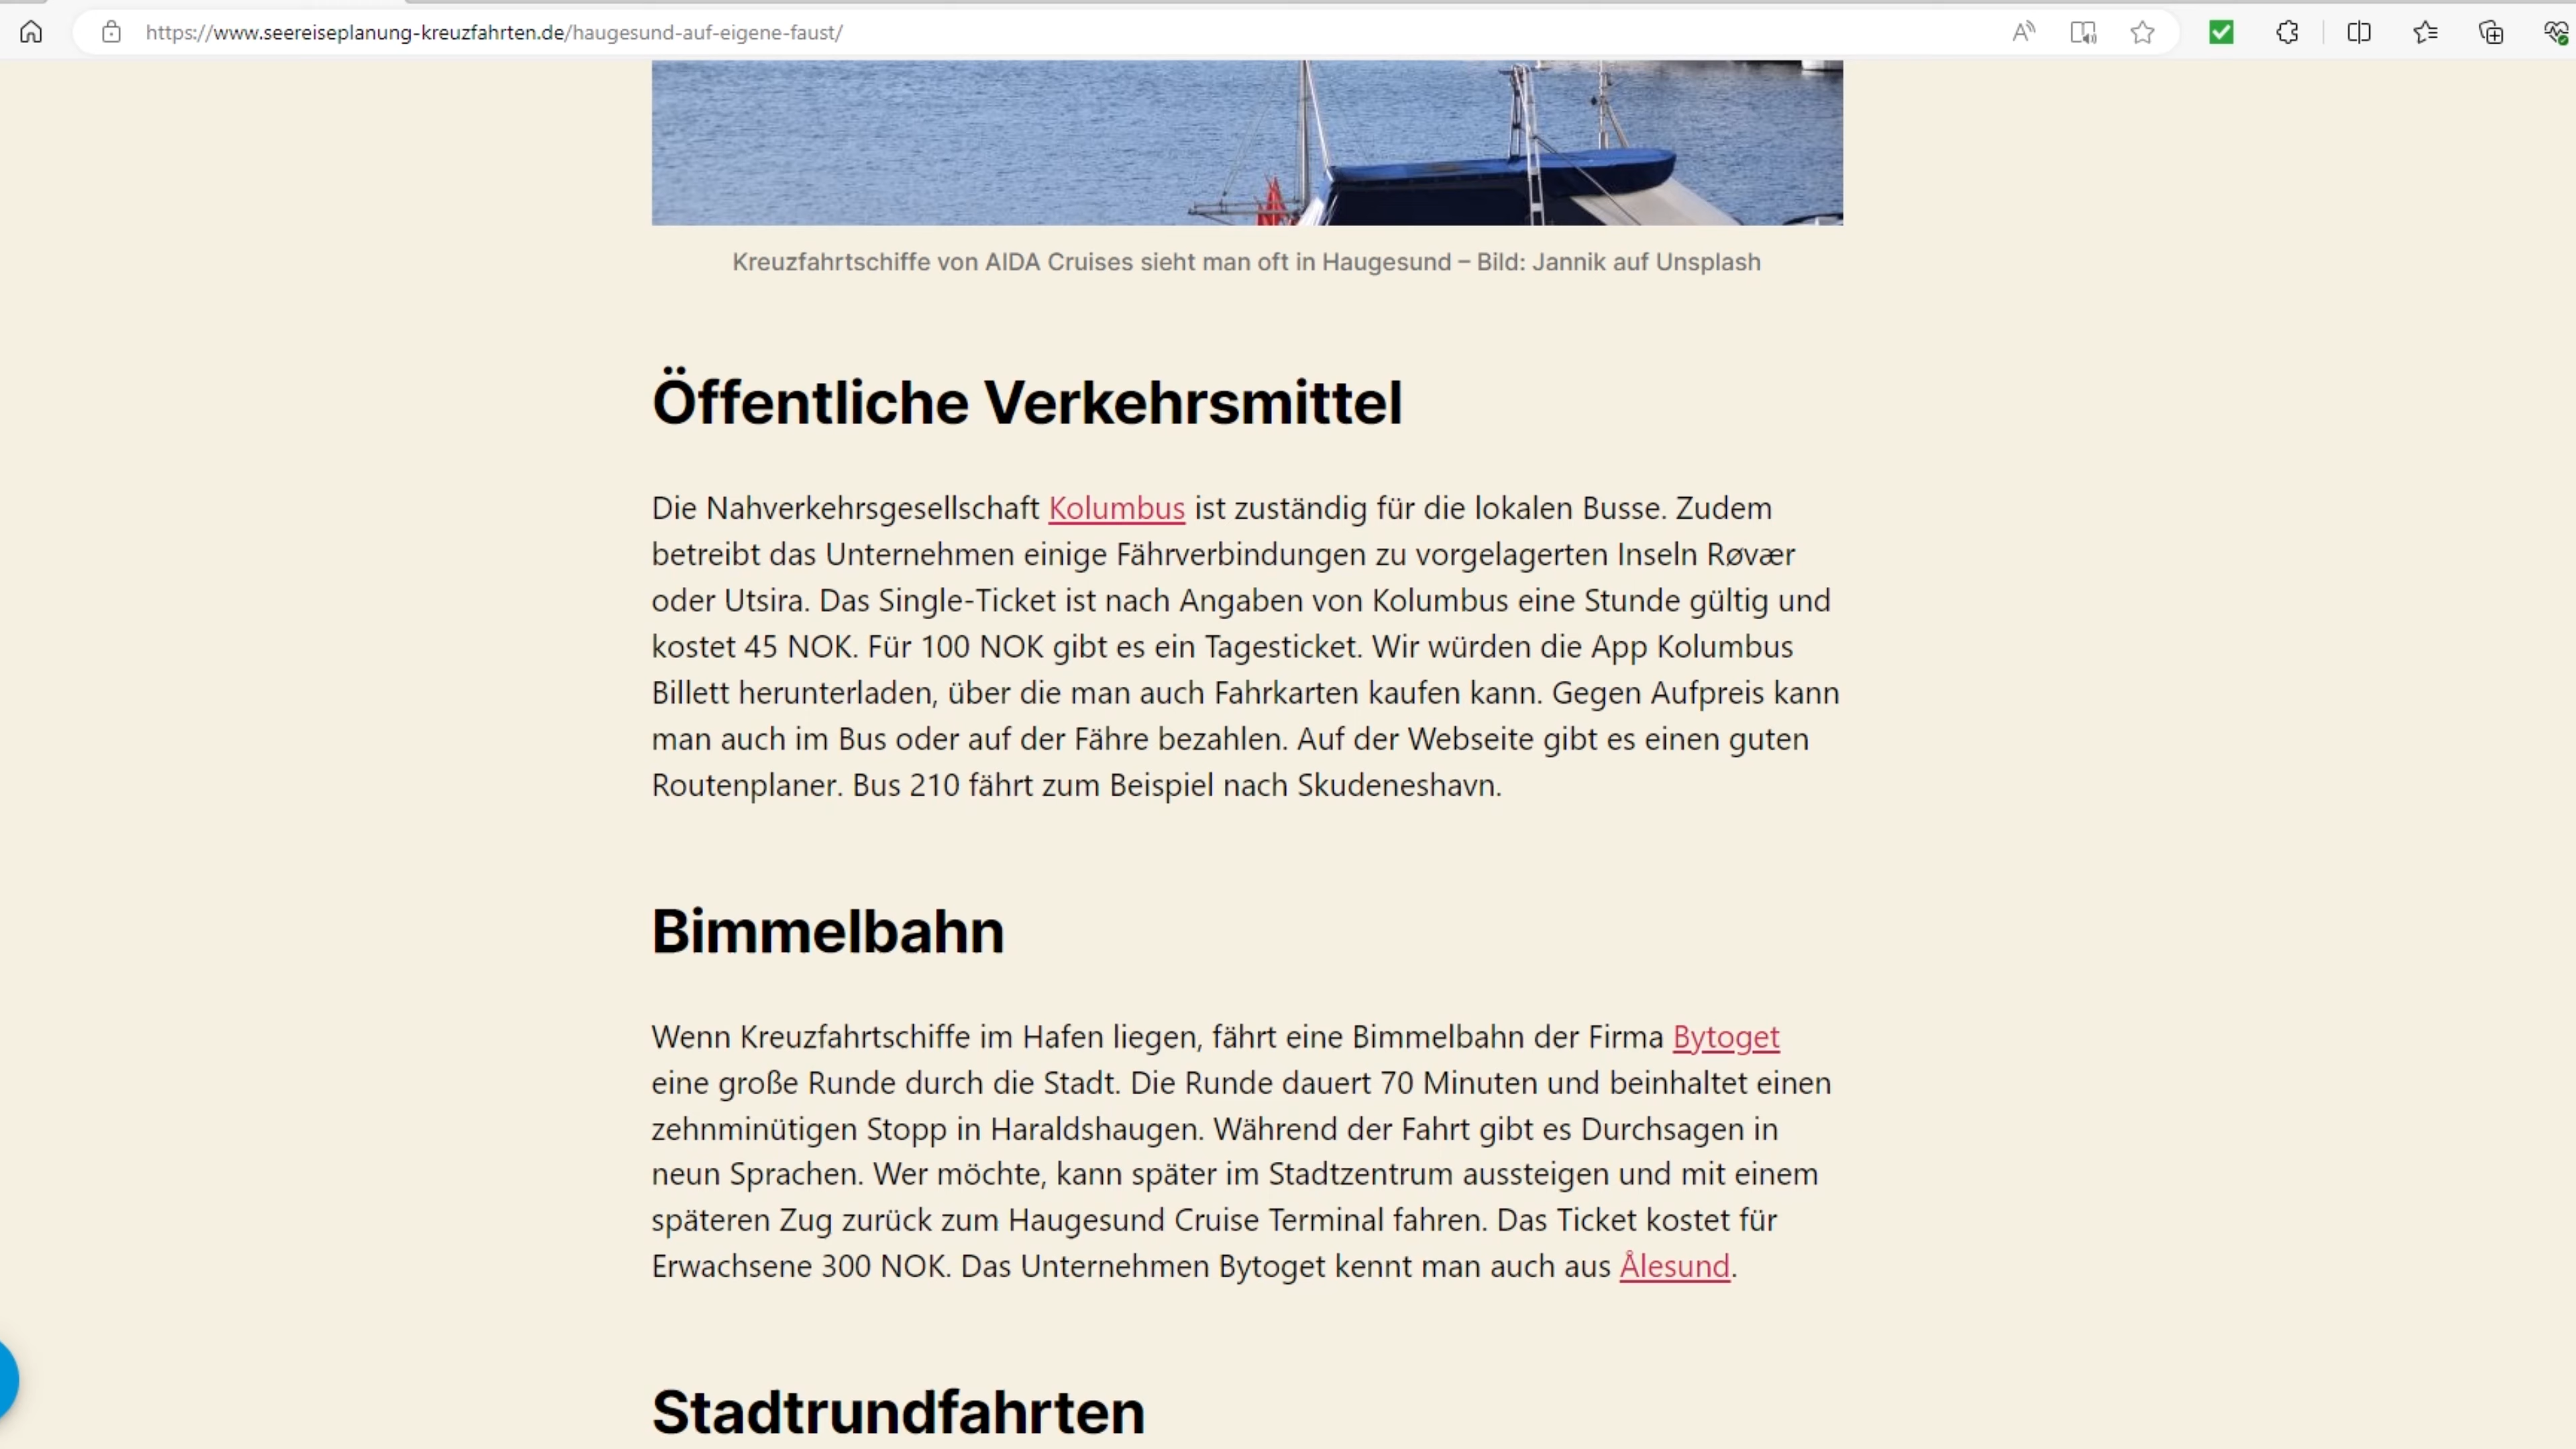 https://www.seereiseplanung-kreuzfahrten.de/haugesund-auf-eigene-faust/
Kreuzfahrtschiffe von AIDA Cruises sieht man oft in Haugesund – Bild: Jannik auf Unsplash
Öffentliche Verkehrsmittel
Die Nahverkehrsgesellschaft Kolumbus ist zuständig für die lokalen Busse. Zudem
betreibt das Unternehmen einige Fährverbindungen zu vorgelagerten Inseln Røvær
oder Utsira. Das Single-Ticket ist nach Angaben von Kolumbus eine Stunde gültig und
kostet 45 NOK. Für 100 NOK gibt es ein Tagesticket. Wir würden die App Kolumbus
Billett herunterladen, über die man auch Fahrkarten kaufen kann. Gegen Aufpreis kann
man auch im Bus oder auf der Fähre bezahlen. Auf der Webseite gibt es einen guten
Routenplaner. Bus 210 fährt zum Beispiel nach Skudeneshavn.
Bimmelbahn
Wenn Kreuzfahrtschiffe im Hafen liegen, fährt eine Bimmelbahn der Firma Bytoget
eine große Runde durch die Stadt. Die Runde dauert 70 Minuten und beinhaltet einen
zehnminütigen Stopp in Haraldshaugen. Während der Fahrt gibt es Durchsagen in
neun Sprachen. Wer möchte, kann später im Stadtzentrum aussteigen und mit einem
späteren Zug zurück zum Haugesund Cruise Terminal fahren. Das Ticket kostet für
Erwachsene 300 NOK. Das Unternehmen Bytoget kennt man auch aus Ålesund.
Stadtrundfahrten